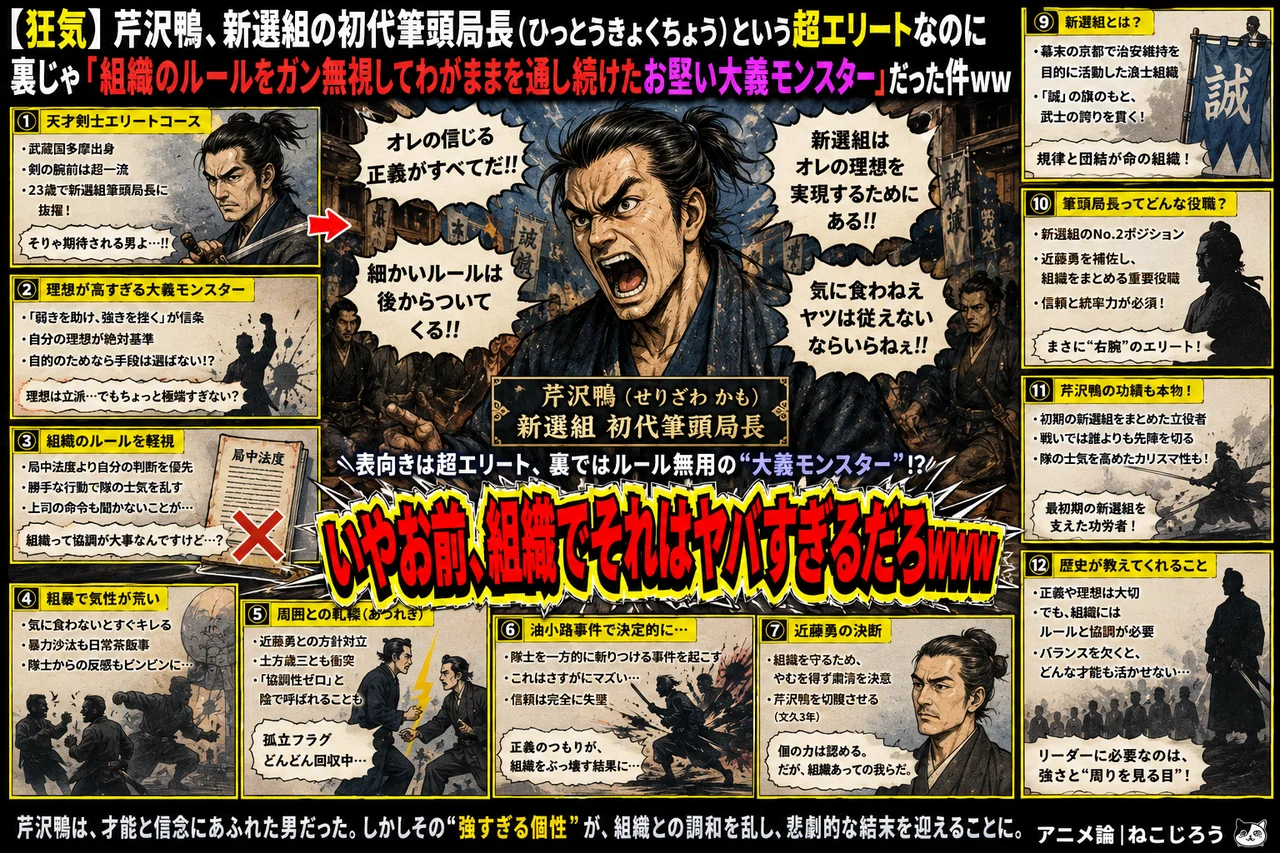 【狂気】芹沢鴨、新選組の初代筆頭局長(ひっとうきょくちょう)という超エリートなのに
裏じゃ「組織のルールをガン無視してわがままを通し続けたお堅い大義モンスター」だった件ww
① 天才剣士エリートコース
・武蔵国多摩出身
・剣の腕前は超一流
・23歳で新選組筆頭局長に
抜擢!
そりゃ期待される男よ…!!
② 理想が高すぎる大義モンスター
・「弱きを助け、強きを挫く」が信条
・自分の理想が絶対基準
・自的のためなら手段は選ばない!?
理想は立派…でもちょっと極端すぎない?
③ 組織のルールを軽視
・局中法度より自分の判断を優先
・勝手な行動で隊の士気を乱す
・上司の命令も聞かないことが…
局中法度
組織って協調が大事なんですけど…?
④ 粗暴で気性が荒い
・気に食わないとすぐキレる
・暴力沙汰も日常茶飯事
・隊士からの反感もビンビンに…
オレの信じる
正義がすべてだ!!
細かいルールは
後からついて
くる!!
新選組は
オレの理想を
実現するために
ある!!
気に食わねえ
ヤツは従えない
ならいらねぇ!!
誠
芹沢鴨(せりざわ かも)
新選組 初代筆頭局長
表向きは超エリート、裏ではルール無用の“大義モンスター”!?
いやお前、組織でそれはヤバすぎるだろwww
⑤ 周囲との軋轢(あつれき)
・近藤勇との方針対立
・土方歳三とも衝突
・「協調性ゼロ」と
陰で呼ばれることも
孤立フラグ
どんどん回収中…
⑥ 油小路事件で決定的に…
・隊士を一方的に斬りつける事件を起こす
・これはさすがにマズい…
・信頼は完全に失墜
正義のつもりが、
組織をぶっ壊す結果に…
⑦ 近藤勇の決断
・組織を守るため、
やむを得ず粛清を決意
・芹沢鴨を切腹させる
(文久3年)
個の力は認める。
だが、組織あっての我らだ。
⑨ 新選組とは?
・幕末の京都で治安維持を
目的に活動した浪士組織
・「誠」の旗のもと、
武士の誇りを貫く!
誠
規律と団結が命の組織!
⑩ 筆頭局長ってどんな役職?
・新選組のNo.2ポジション
・近藤勇を補佐し、
組織をまとめる重要役職
・信頼と統率力が必須!
まさに“右腕”のエリート!
⑪ 芹沢鴨の功績も本物!
・初期の新選組をまとめた立役者
・戦いでは誰よりも先陣を切る
・隊の士気を高めたカリスマ性も!
最初期の新選組を
支えた功労者!
⑫ 歴史が教えてくれること
・正義や理想は大切
・でも、組織には
ルールと協調が必要
・バランスを欠くと、
どんな才能も活かせない…
リーダーに必要なのは、
強さと“周りを見る目”!
芹沢鴨は、才能と信念にあふれた男だった。しかしその“強すぎる個性”が、組織との調和を乱し、悲劇的な結末を迎えることに。
アニメ論|ねこじろう